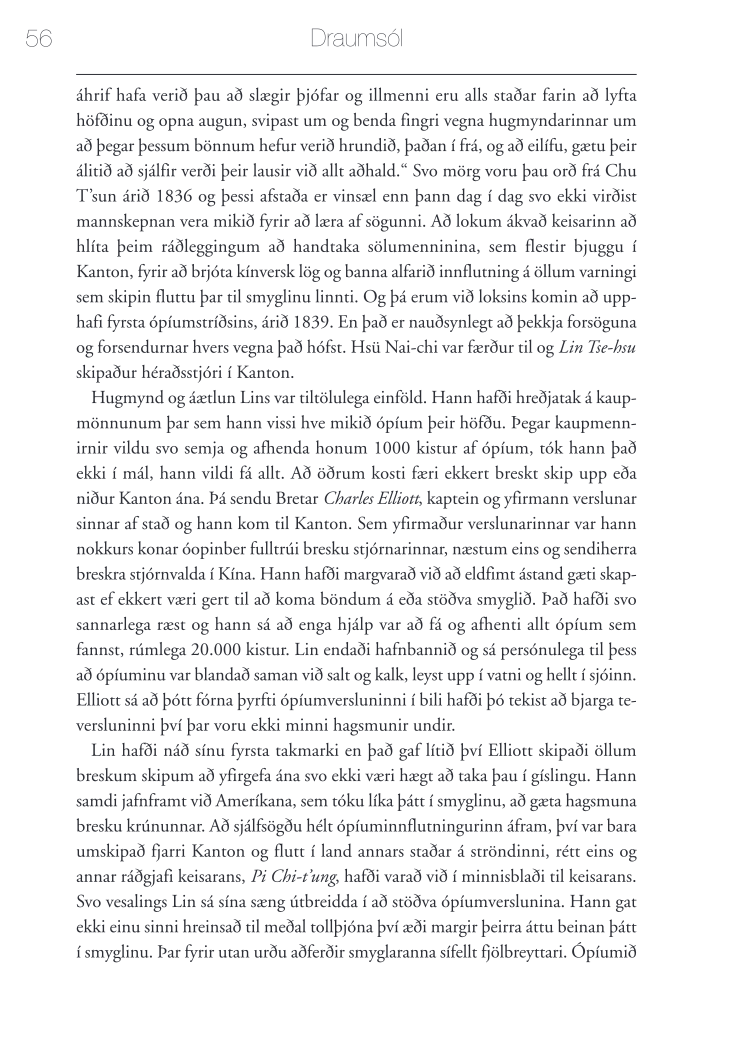 56
Draumsól
áhrif hafa verið þau að slægir þjófar og illmenni eru alls staðar farin að lyfta
höfðinu og opna augun, svipast um og benda fingri vegna hugmyndarinnar um
að þegar þessum bönnum hefur verið hrundið, þaðan í frá, og að eilífu, gætu þeir
álitið að sjálfir verði þeir lausir við allt aðhald.“ Svo mörg voru þau orð frá Chu
T’sun árið 1836 og þessi afstaða er vinsæl enn þann dag í dag svo ekki virðist
mannskepnan vera mikið fyrir að læra af sögunni. Að lokum ákvað keisarinn að
hlíta þeim ráðleggingum að handtaka sölumenninina, sem flestir bjuggu í
Kanton, fyrir að brjóta kínversk lög og banna alfarið innflutning á öllum varningi
sem skipin fluttu þar til smyglinu linnti. Og þá erum við loksins komin að upp-
hafi fyrsta ópíumstríðsins, árið 1839. En það er nauðsynlegt að þekkja forsöguna
og forsendurnar hvers vegna það hófst. Hsü Nai-chi var færður til og Lin Tse-hsu
skipaður héraðsstjóri í Kanton.
Hugmynd og áætlun Lins var tiltölulega einföld. Hann hafði hreðjatak á kaup-
mönnunum þar sem hann vissi hve mikið ópíum þeir höfðu. Þegar kaupmenn-
irnir vildu svo semja og afhenda honum 1000 kistur af ópíum, tók hann það
ekki í mál, hann vildi fá allt. Að öðrum kosti færi ekkert breskt skip upp eða
niður Kanton ána. Þá sendu Bretar Charles Elliott, kaptein og yfirmann verslunar
sinnar af stað og hann kom til Kanton. Sem yfirmaður verslunarinnar var hann
nokkurs konar óopinber fulltrúi bresku stjórnarinnar, næstum eins og sendiherra
breskra stjórnvalda í Kína. Hann hafði margvarað við að eldfimt ástand gæti skap-
ast ef ekkert væri gert til að koma böndum á eða stöðva smyglið. Það hafði svo
sannarlega ræst og hann sá að enga hjálp var að fá og afhenti allt ópíum sem
fannst, rúmlega 20.000 kistur. Lin endaði hafnbannið og sá persónulega til þess
að ópíuminu var blandað saman við salt og kalk, leyst upp í vatni og hellt í sjóinn.
Elliott sá að þótt fórna þyrfti ópíumversluninni í bili hafði þó tekist að bjarga te-
versluninni því þar voru ekki minni hagsmunir undir.
Lin hafði náð sínu fyrsta takmarki en það gaf lítið því Elliott skipaði öllum
breskum skipum að yfirgefa ána svo ekki væri hægt að taka þau í gíslingu. Hann
samdi jafnframt við Ameríkana, sem tóku líka þátt í smyglinu, að gæta hagsmuna
bresku krúnunnar. Að sjálfsögðu hélt ópíuminnflutningurinn áfram, því var bara
umskipað fjarri Kanton og flutt í land annars staðar á ströndinni, rétt eins og
annar ráðgjafi keisarans, Pi Chi-t’ung, hafði varað við í minnisblaði til keisarans.
Svo vesalings Lin sá sína sæng útbreidda í að stöðva ópíumverslunina. Hann gat
ekki einu sinni hreinsað til meðal tollþjóna því æði margir þeirra áttu beinan þátt
í smyglinu. Þar fyrir utan urðu aðferðir smyglaranna sífellt fjölbreyttari. Ópíumið